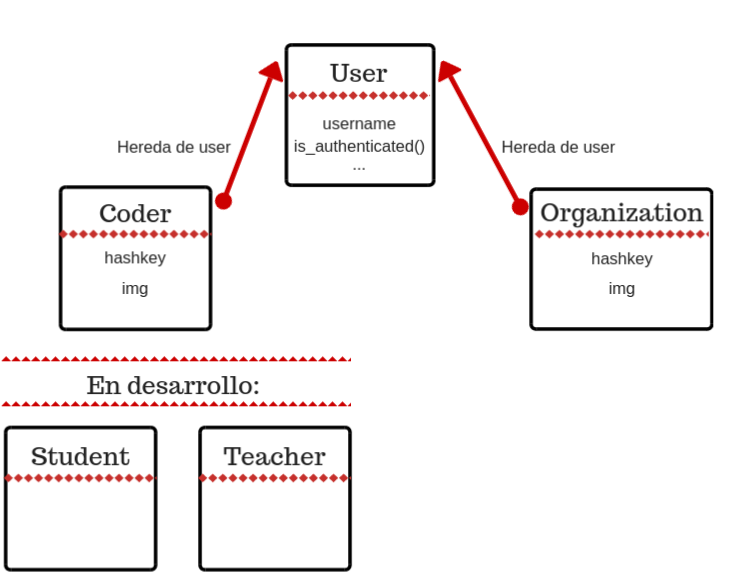 User
username
is_authenticated()
...
Hereda de user
Hereda de user
Coder
hashkey
img
Organization
hashkey
img
En desarrollo:
Student
Teacher